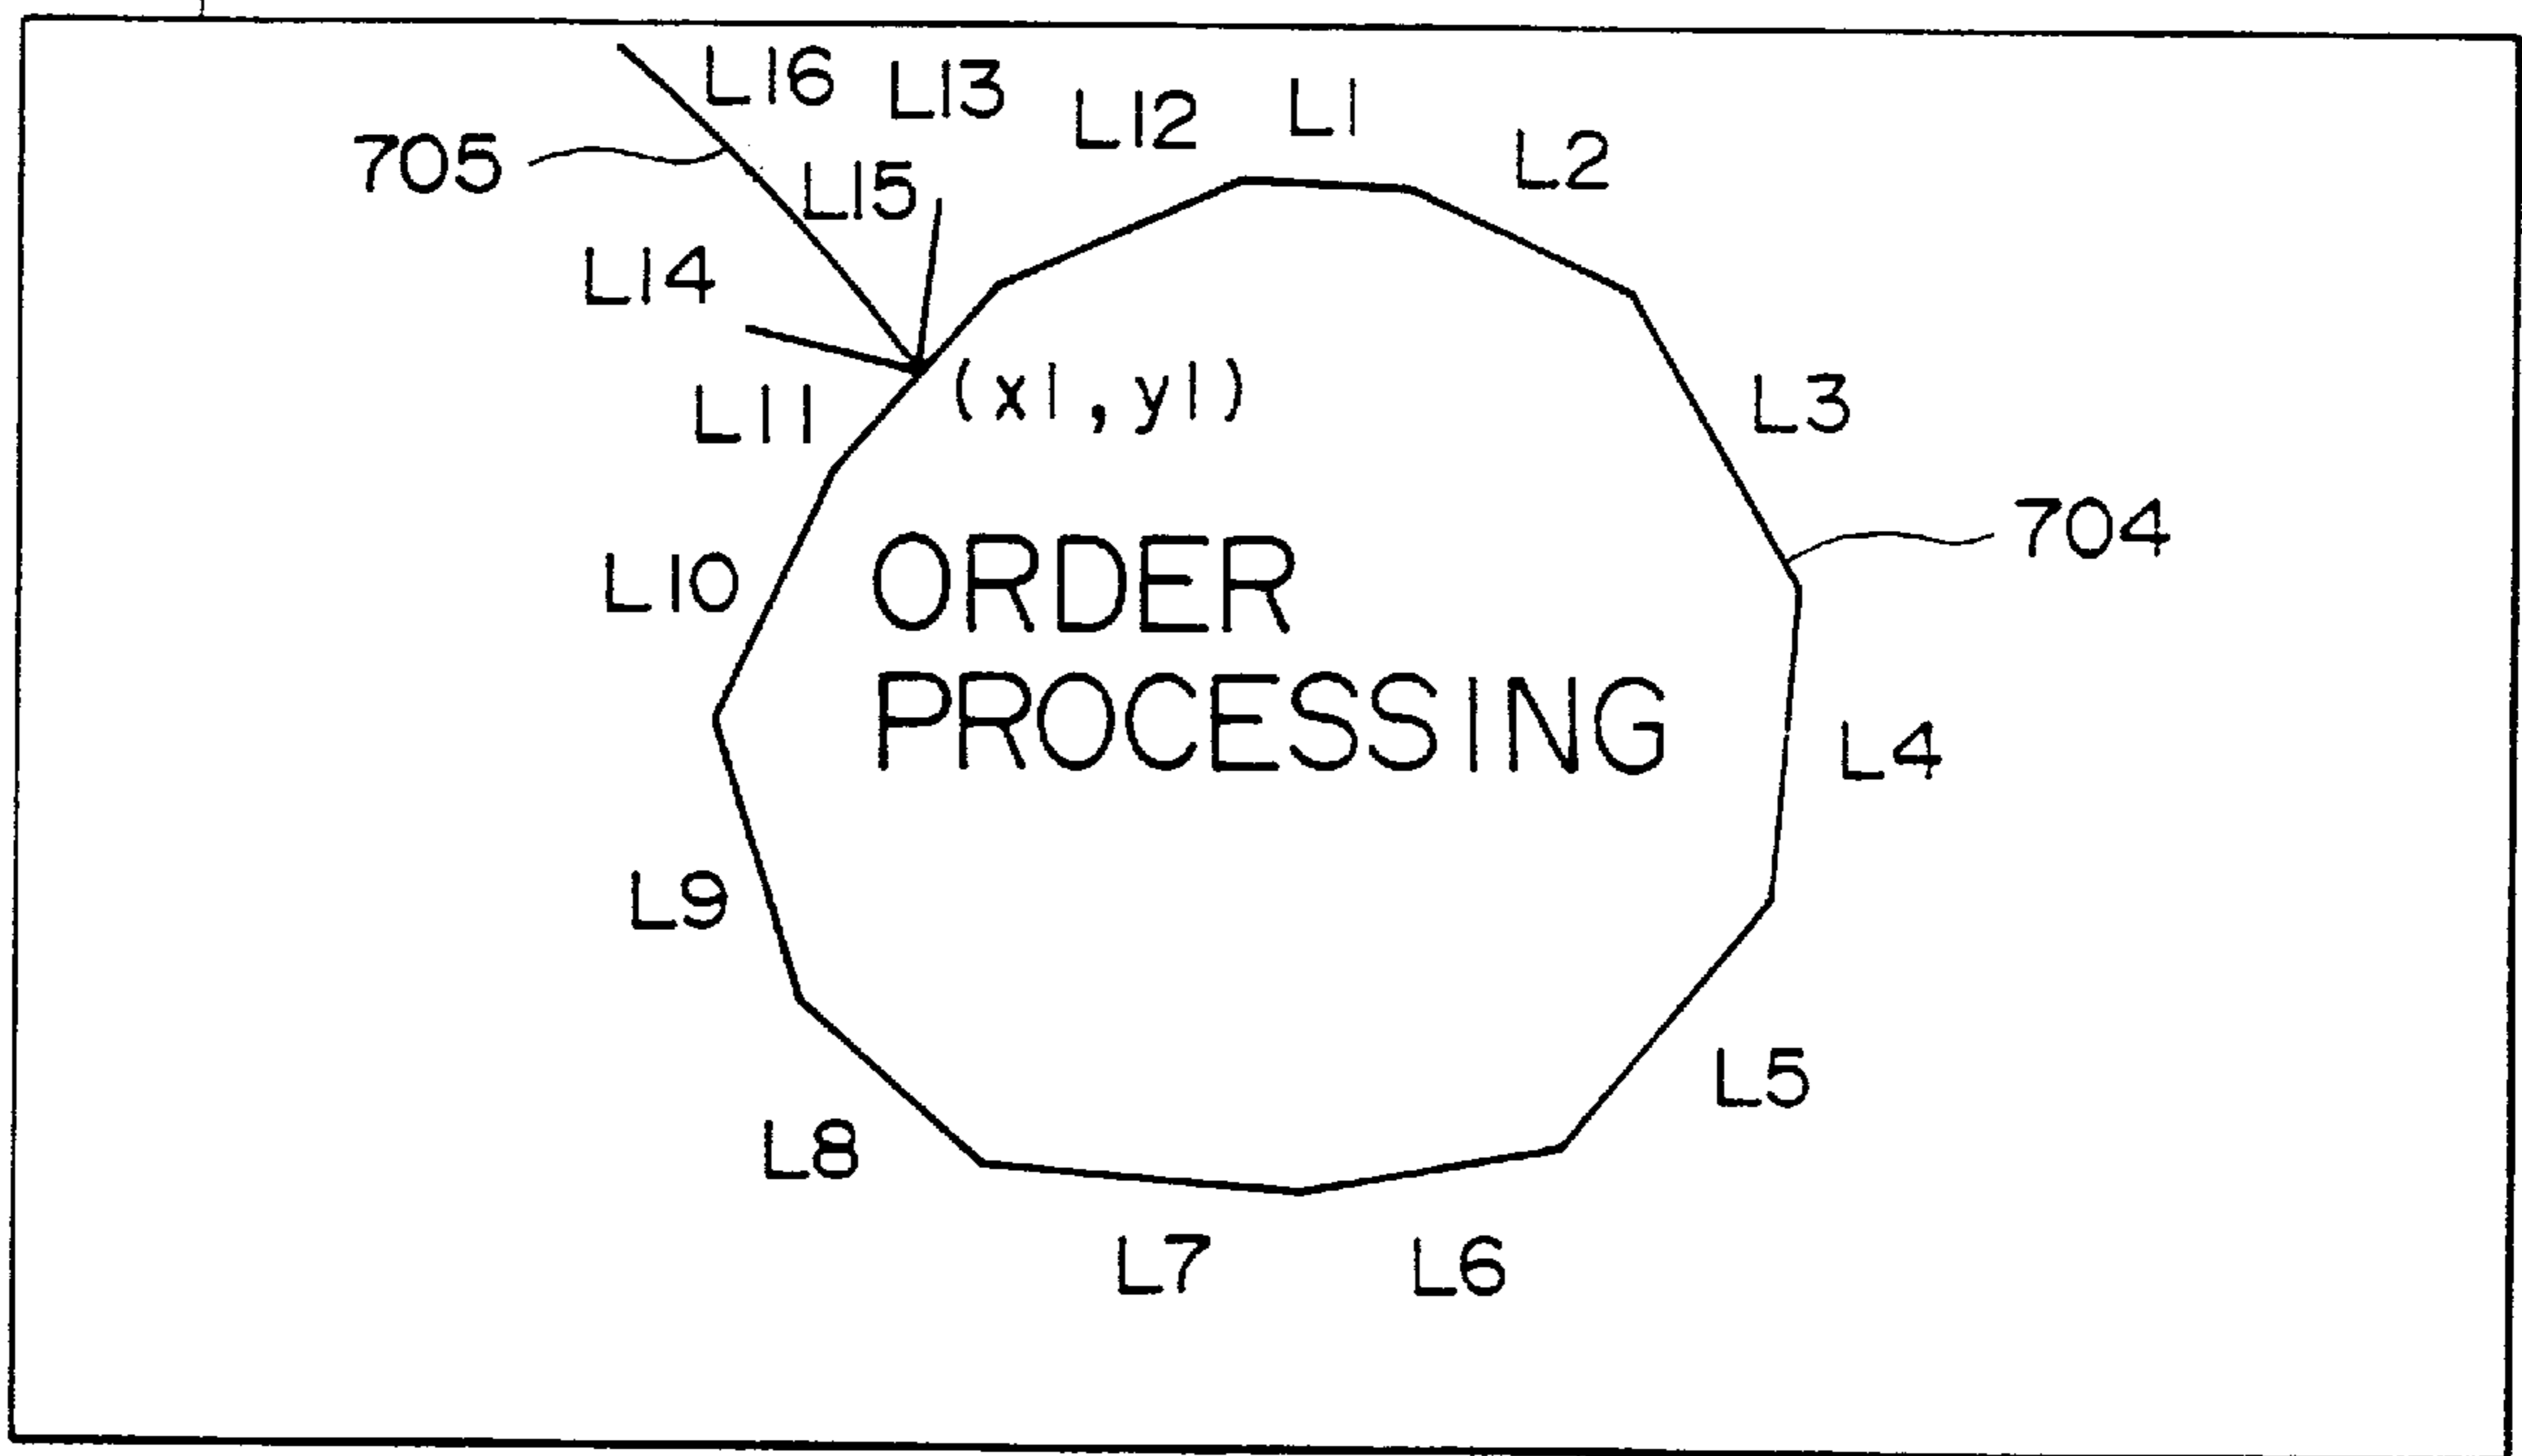 L16
L13
L12
L1
L2
705
L15
L14
L11
(x1, y1)
L3
704
L10
ORDER
PROCESSING
L4
L9
L5
L8
L7
L6